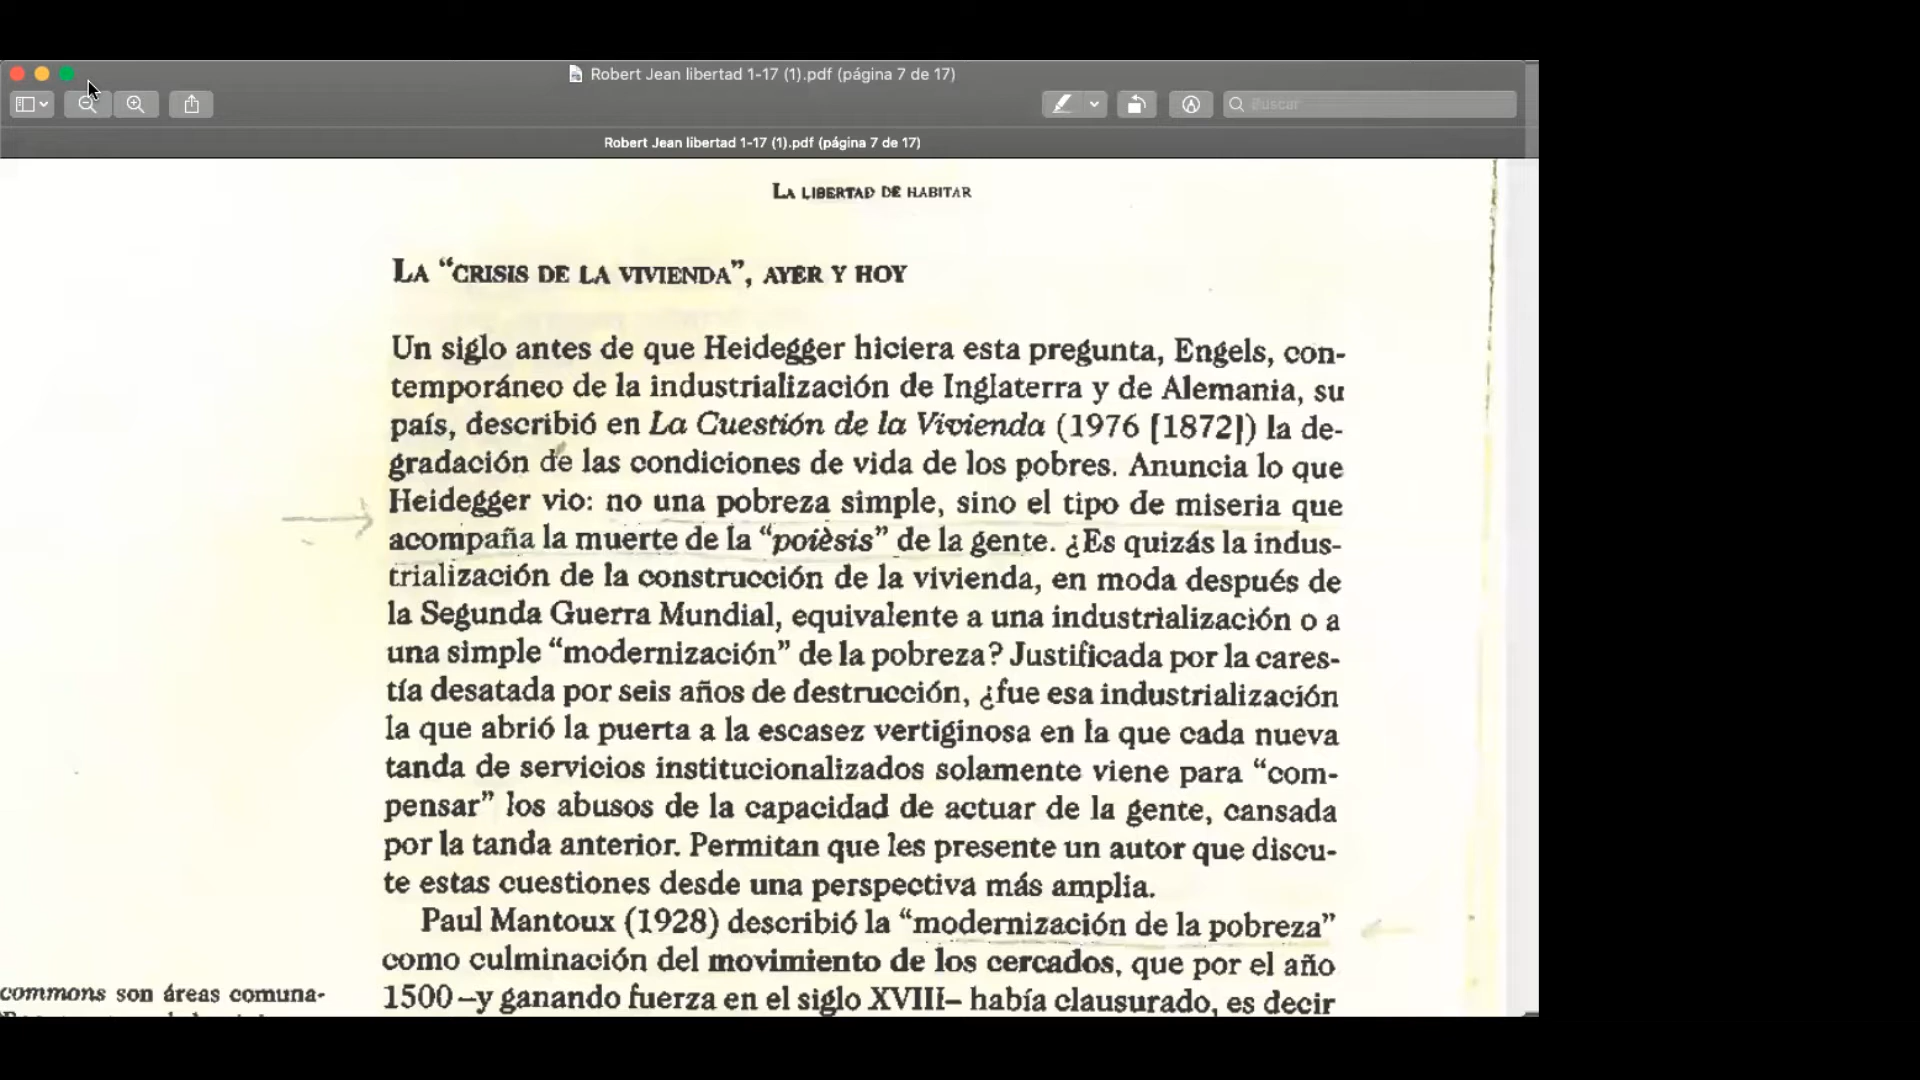 Robert Jean libertad 1-17 (1).pdf (página 7 de 17)
Buscar
Robert Jean libertad 1-17 (1).pdf (página 7 de 17)
LA LIBERTAD DE HABITAR
LA “CRISIS DE LA VIVIENDA”, AYER Y HOY
Un siglo antes de que Heidegger hiciera esta pregunta, Engels, con-
temporáneo de la industrialización de Inglaterra y de Alemania, su
país, describió en La Cuestión de la Vivienda (1976 [1872]) la de-
gradación de las condiciones de vida de los pobres. Anuncia lo que
Heidegger vio: no una pobreza simple, sino el tipo de miseria que
acompaña la muerte de la “poièsis” de la gente. ¿Es quizás la indus-
trialización de la construcción de la vivienda, en moda después de
la Segunda Guerra Mundial, equivalente a una industrialización o a
una simple “modernización” de la pobreza? Justificada por la cares-
tía desatada por seis años de destrucción, ¿fue esa industrialización
la que abrió la puerta a la escasez vertiginosa en la que cada nueva
tanda de servicios institucionalizados solamente viene para “com-
pensar” los abusos de la capacidad de actuar de la gente, cansada
por la tanda anterior. Permitan que les presente un autor que discu-
te estas cuestiones desde una perspectiva más amplia.
Paul Mantoux (1928) describió la “modernización de la pobreza”
como culminación del movimiento de los cercados, que por el año
1500 –y ganando fuerza en el siglo XVIII– había clausurado, es decir
commons son áreas comuna-